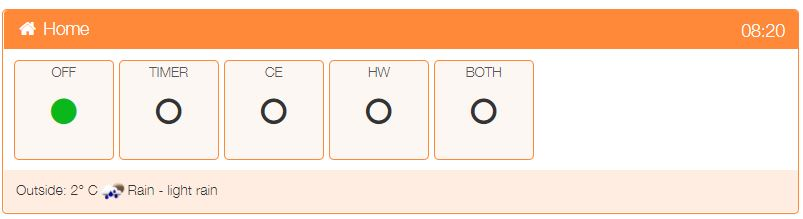 Home 08:20
OFF TIMER CE HW BOTH
Outside: 2° C Rain - light rain